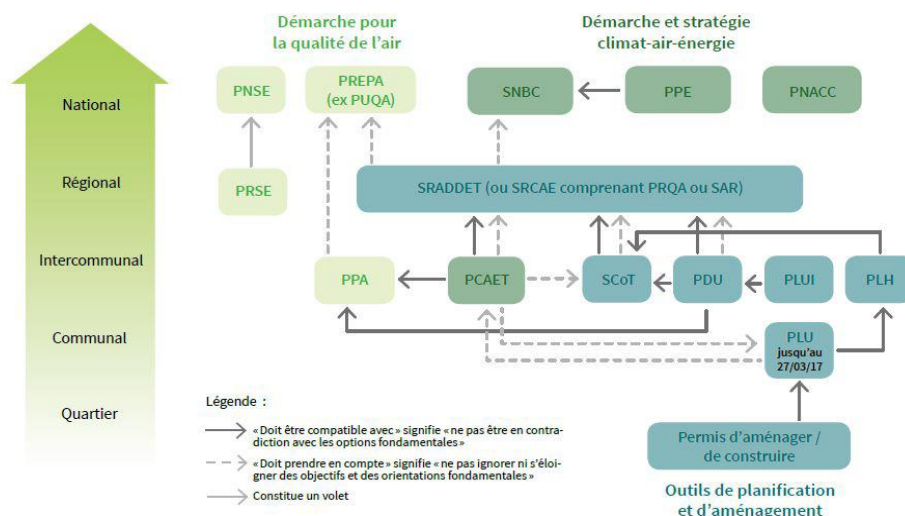 Démarche pour
la qualité de l’air
Démarche et stratégie
climat-air-énergie
National
PNSE
PREPA
(ex PUQA)
SNBC
PPE
PNACC
Régional
PRSE
SRADDET (ou SRCAE comprenant PRQA ou SAR)
Intercommunal
PPA
PCAET
SCoT
PDU
PLUI
PLH
Communal
PLU
jusqu’au
27/03/17
Quartier
Permis d’aménager /
de construire
Outils de planification
et d’aménagement
Légende :
« Doit être compatible avec » signifie « ne pas être en contra-
diction avec les options fondamentales »
« Doit prendre en compte » signifie « ne pas ignorer ni s’éloi-
gner des objectifs et des orientations fondamentales »
Constitue un volet